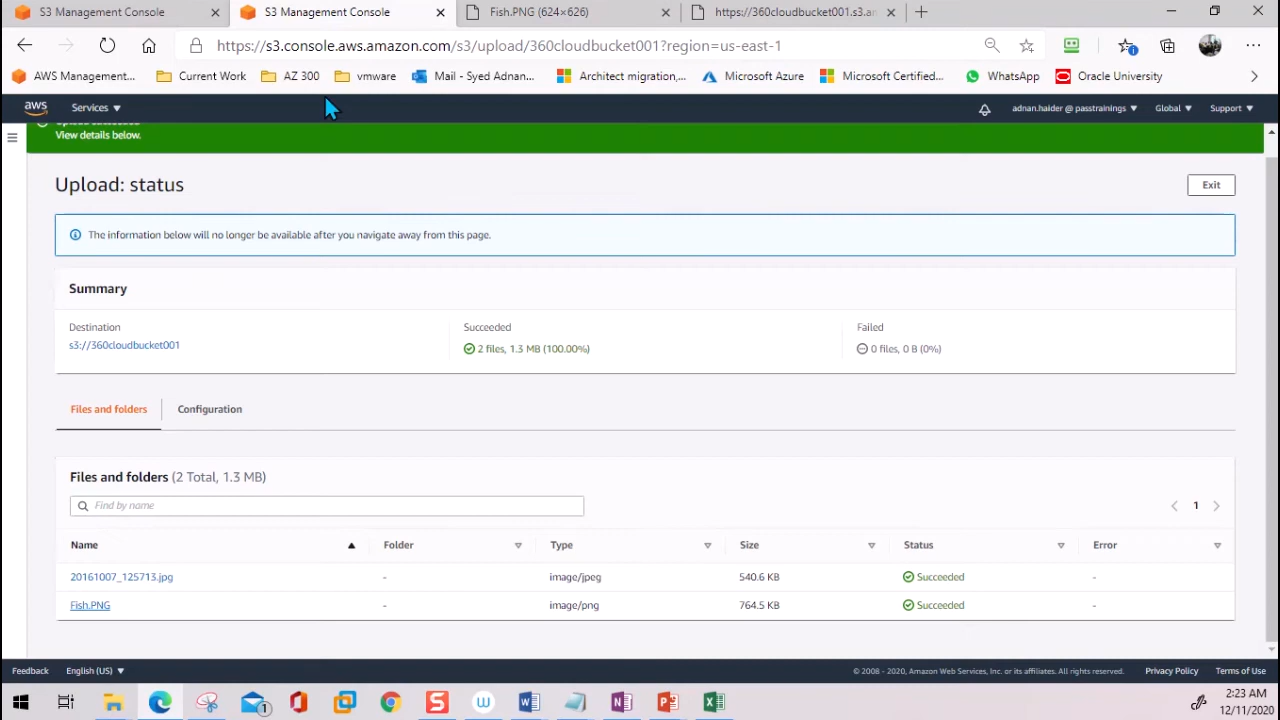 S3 Management Console
S3 Management Console
Fish.PNG (624×626)
https://360cloudbucket001.s3.an
https://s3.console.aws.amazon.com/s3/upload/360cloudbucket001?region=us-east-1
AWS Management...
Current Work
AZ 300
vmware
Mail - Syed Adnan...
Architect migration,...
Microsoft Azure
Microsoft Certified...
WhatsApp
Oracle University
aws
Services
adnan.haider @ passtrainings
Global
Support
View details below.
Upload: status
Exit
The information below will no longer be available after you navigate away from this page.
Summary
Destination
Succeeded
Failed
s3://360cloudbucket001
2 files, 1.3 MB (100.00%)
0 files, 0 B (0%)
Files and folders
Configuration
Files and folders (2 Total, 1.3 MB)
Find by name
1
Name
Folder
Type
Size
Status
Error
20161007_125713.jpg
-
image/jpeg
540.6 KB
Succeeded
-
Fish.PNG
-
image/png
764.5 KB
Succeeded
-
Feedback
English (US)
© 2008 - 2020, Amazon Web Services, Inc. or its affiliates. All rights reserved.
Privacy Policy
Terms of Use
2:23 AM
12/11/2020